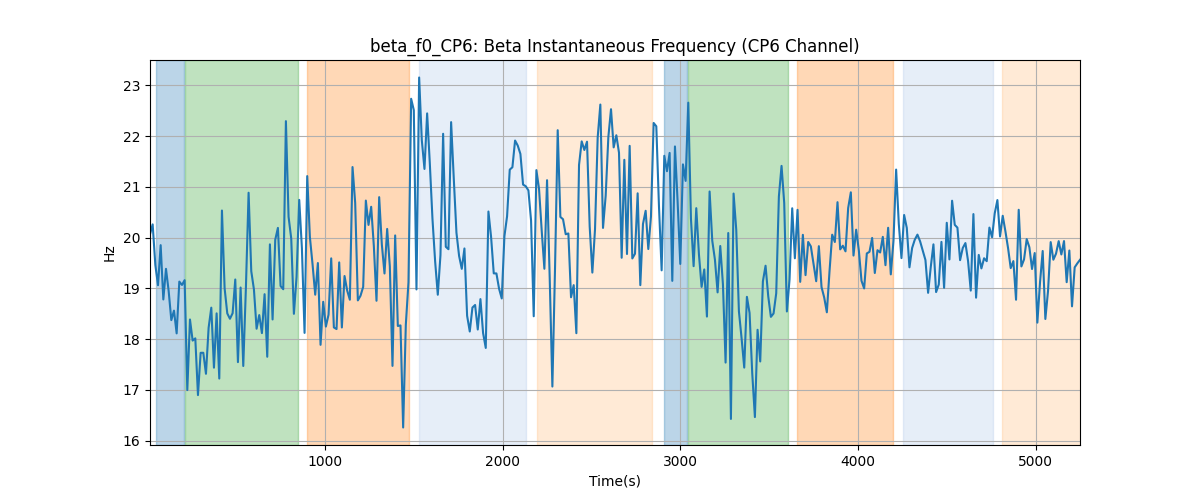 beta_f0_CP6: Beta Instantaneous Frequency (CP6 Channel)
23
22
21
20
19
18
17
16
Hz
1000 2000 3000 4000 5000
Time(s)